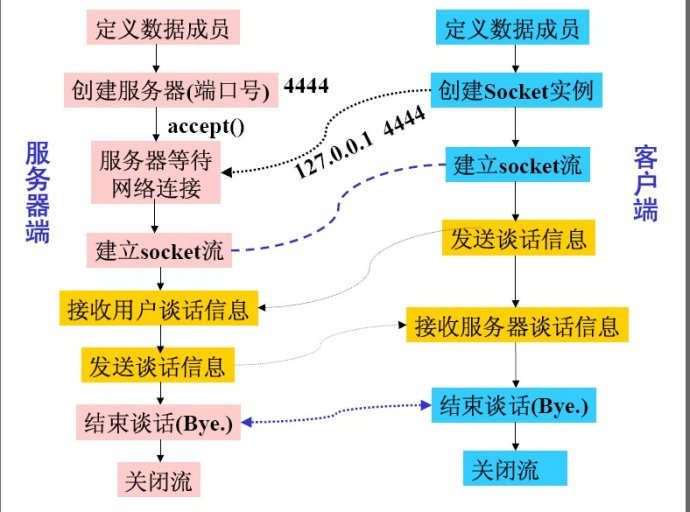 定义数据成员
创建服务器(端口号) 4444
accept()
服务器等待
网络连接
建立socket流
接收用户谈话信息
发送谈话信息
结束谈话(Bye.)
关闭流
服务器端
127.0.0.1 4444
定义数据成员
创建Socket实例
建立socket流
发送谈话信息
接收服务器谈话信息
结束谈话(Bye.)
关闭流
客户端